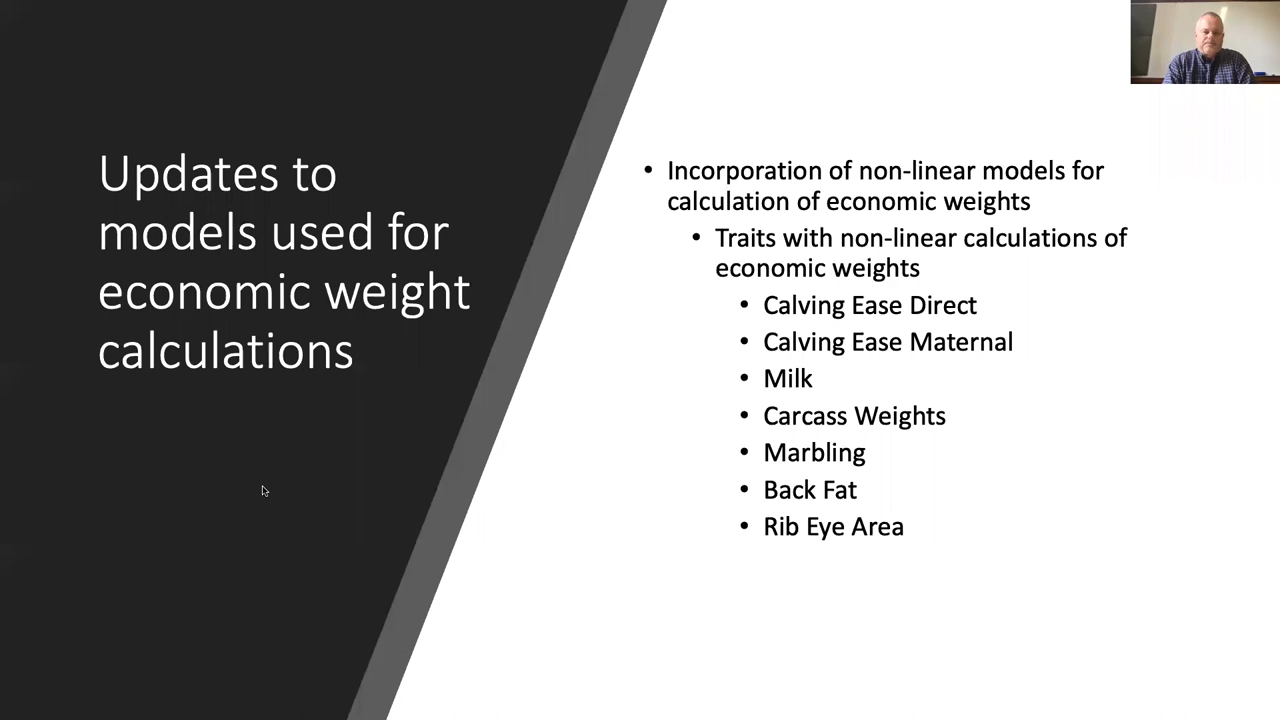 Updates to
models used for
economic weight
calculations
• Incorporation of non-linear models for
calculation of economic weights
• Traits with non-linear calculations of
economic weights
• Calving Ease Direct
• Calving Ease Maternal
• Milk
• Carcass Weights
• Marbling
• Back Fat
• Rib Eye Area